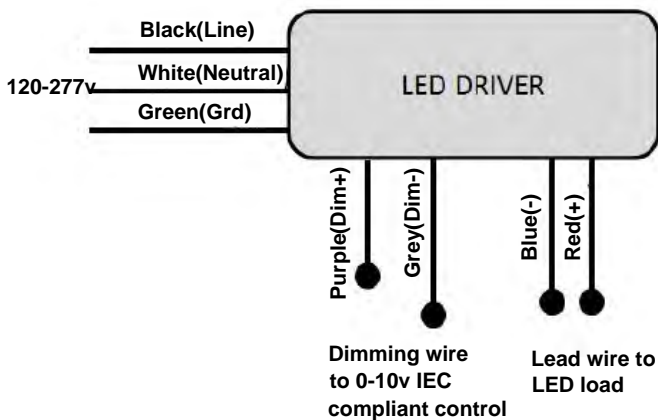 Black(Line)
White(Neutral)
120-277v
Green(Grd)
LED DRIVER
Purple(Dim+)
Grey(Dim-)
Blue(-)
Red(+)
Dimming wire
to 0-10v IEC
compliant control
Lead wire to
LED load